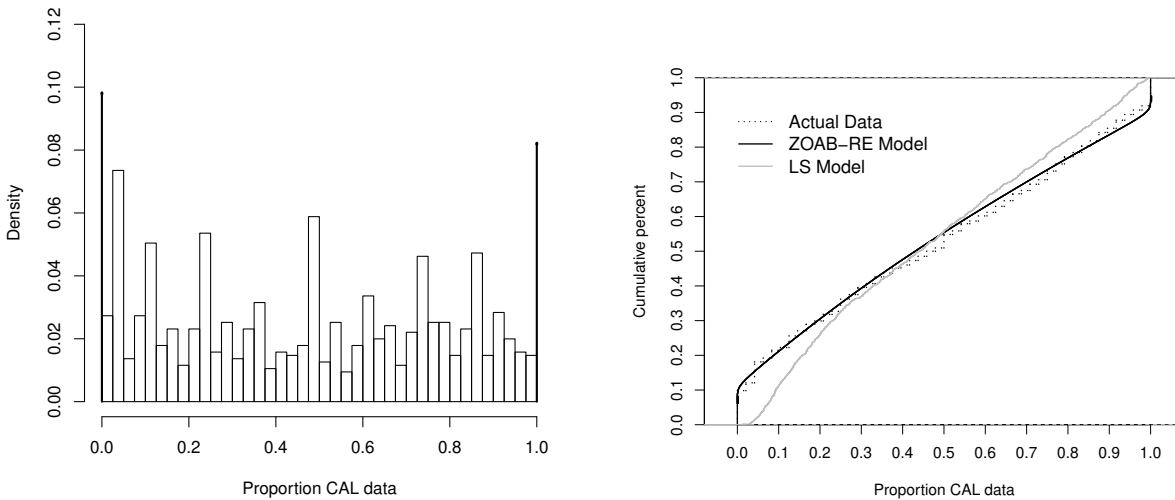 0.00 0.02 0.04 0.06 0.08 0.10 0.12
Density
0.0 0.2 0.4 0.6 0.8 1.0
Proportion CAL data
0.0 0.1 0.2 0.3 0.4 0.5 0.6 0.7 0.8 0.9 1.0
Cumulative percent
Actual Data
ZOAB−RE Model
LS Model
0.0 0.1 0.2 0.3 0.4 0.5 0.6 0.7 0.8 0.9 1.0
Proportion CAL data